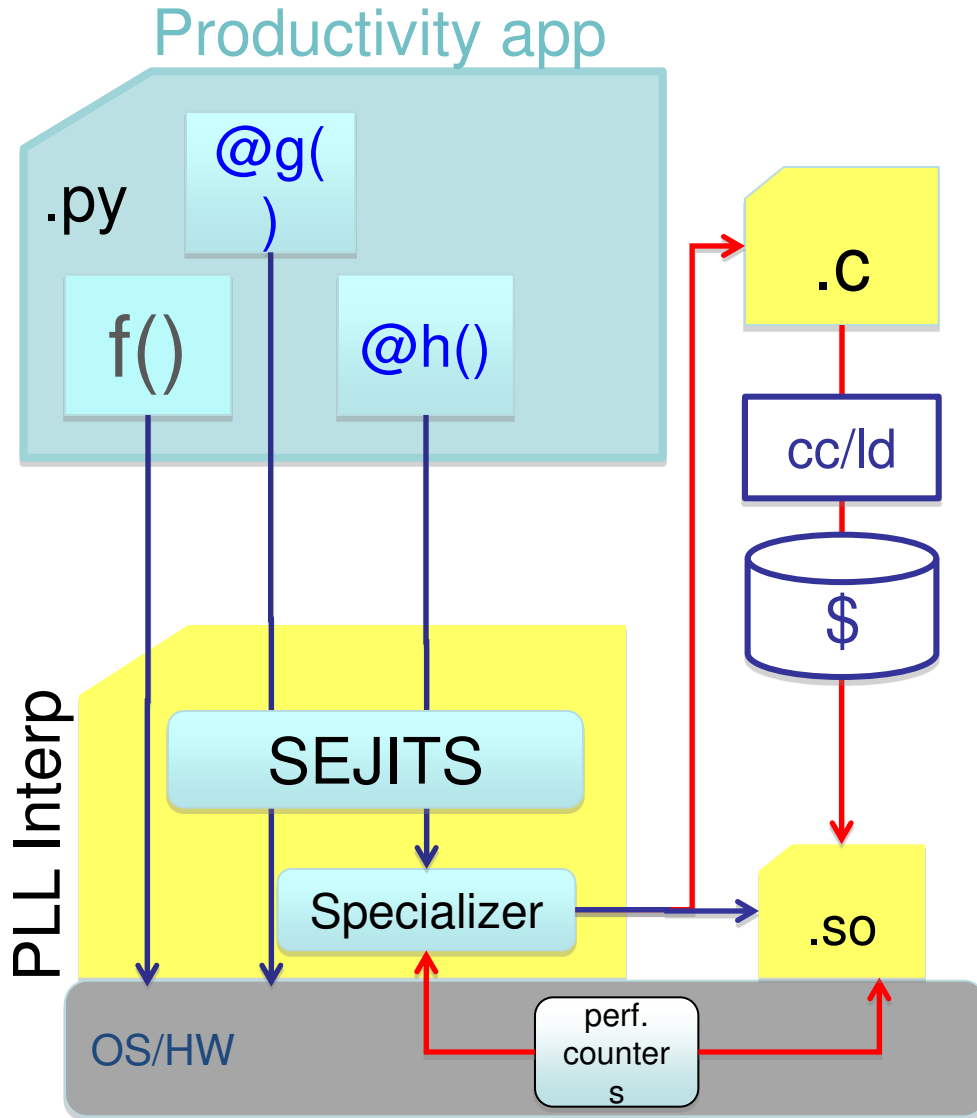 Productivity app
.py
@g(
)
f()
@h()
.c
cc/ld
$
PLL Interp
SEJITS
Specializer
.so
OS/HW
perf.
counter
s